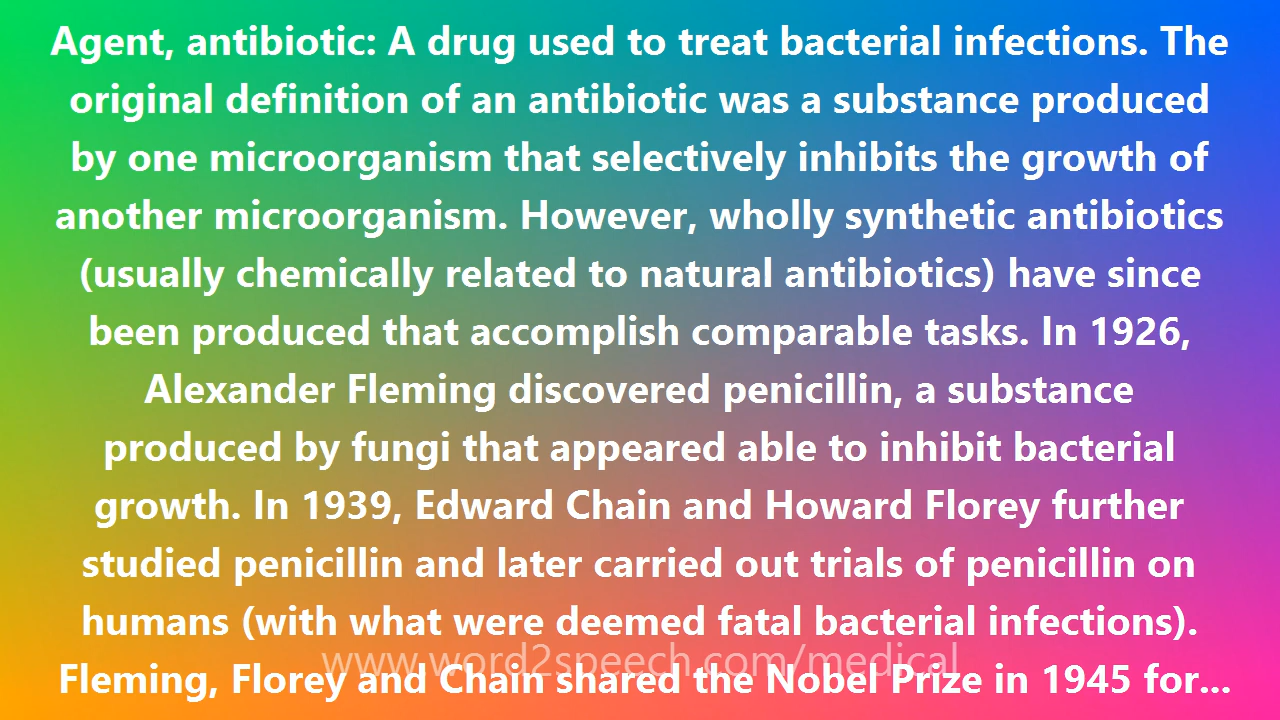 Agent, antibiotic: A drug used to treat bacterial infections. The
original definition of an antibiotic was a substance produced
by one microorganism that selectively inhibits the growth of
another microorganism. However, wholly synthetic antibiotics
(usually chemically related to natural antibiotics) have since
been produced that accomplish comparable tasks. In 1926,
Alexander Fleming discovered penicillin, a substance
produced by fungi that appeared able to inhibit bacterial
growth. In 1939, Edward Chain and Howard Florey further
studied penicillin and later carried out trials of penicillin on
humans (with what were deemed fatal bacterial infections).
www.word2speech.com/medical
Fleming, Florey and Chain shared the Nobel Prize in 1945 for...